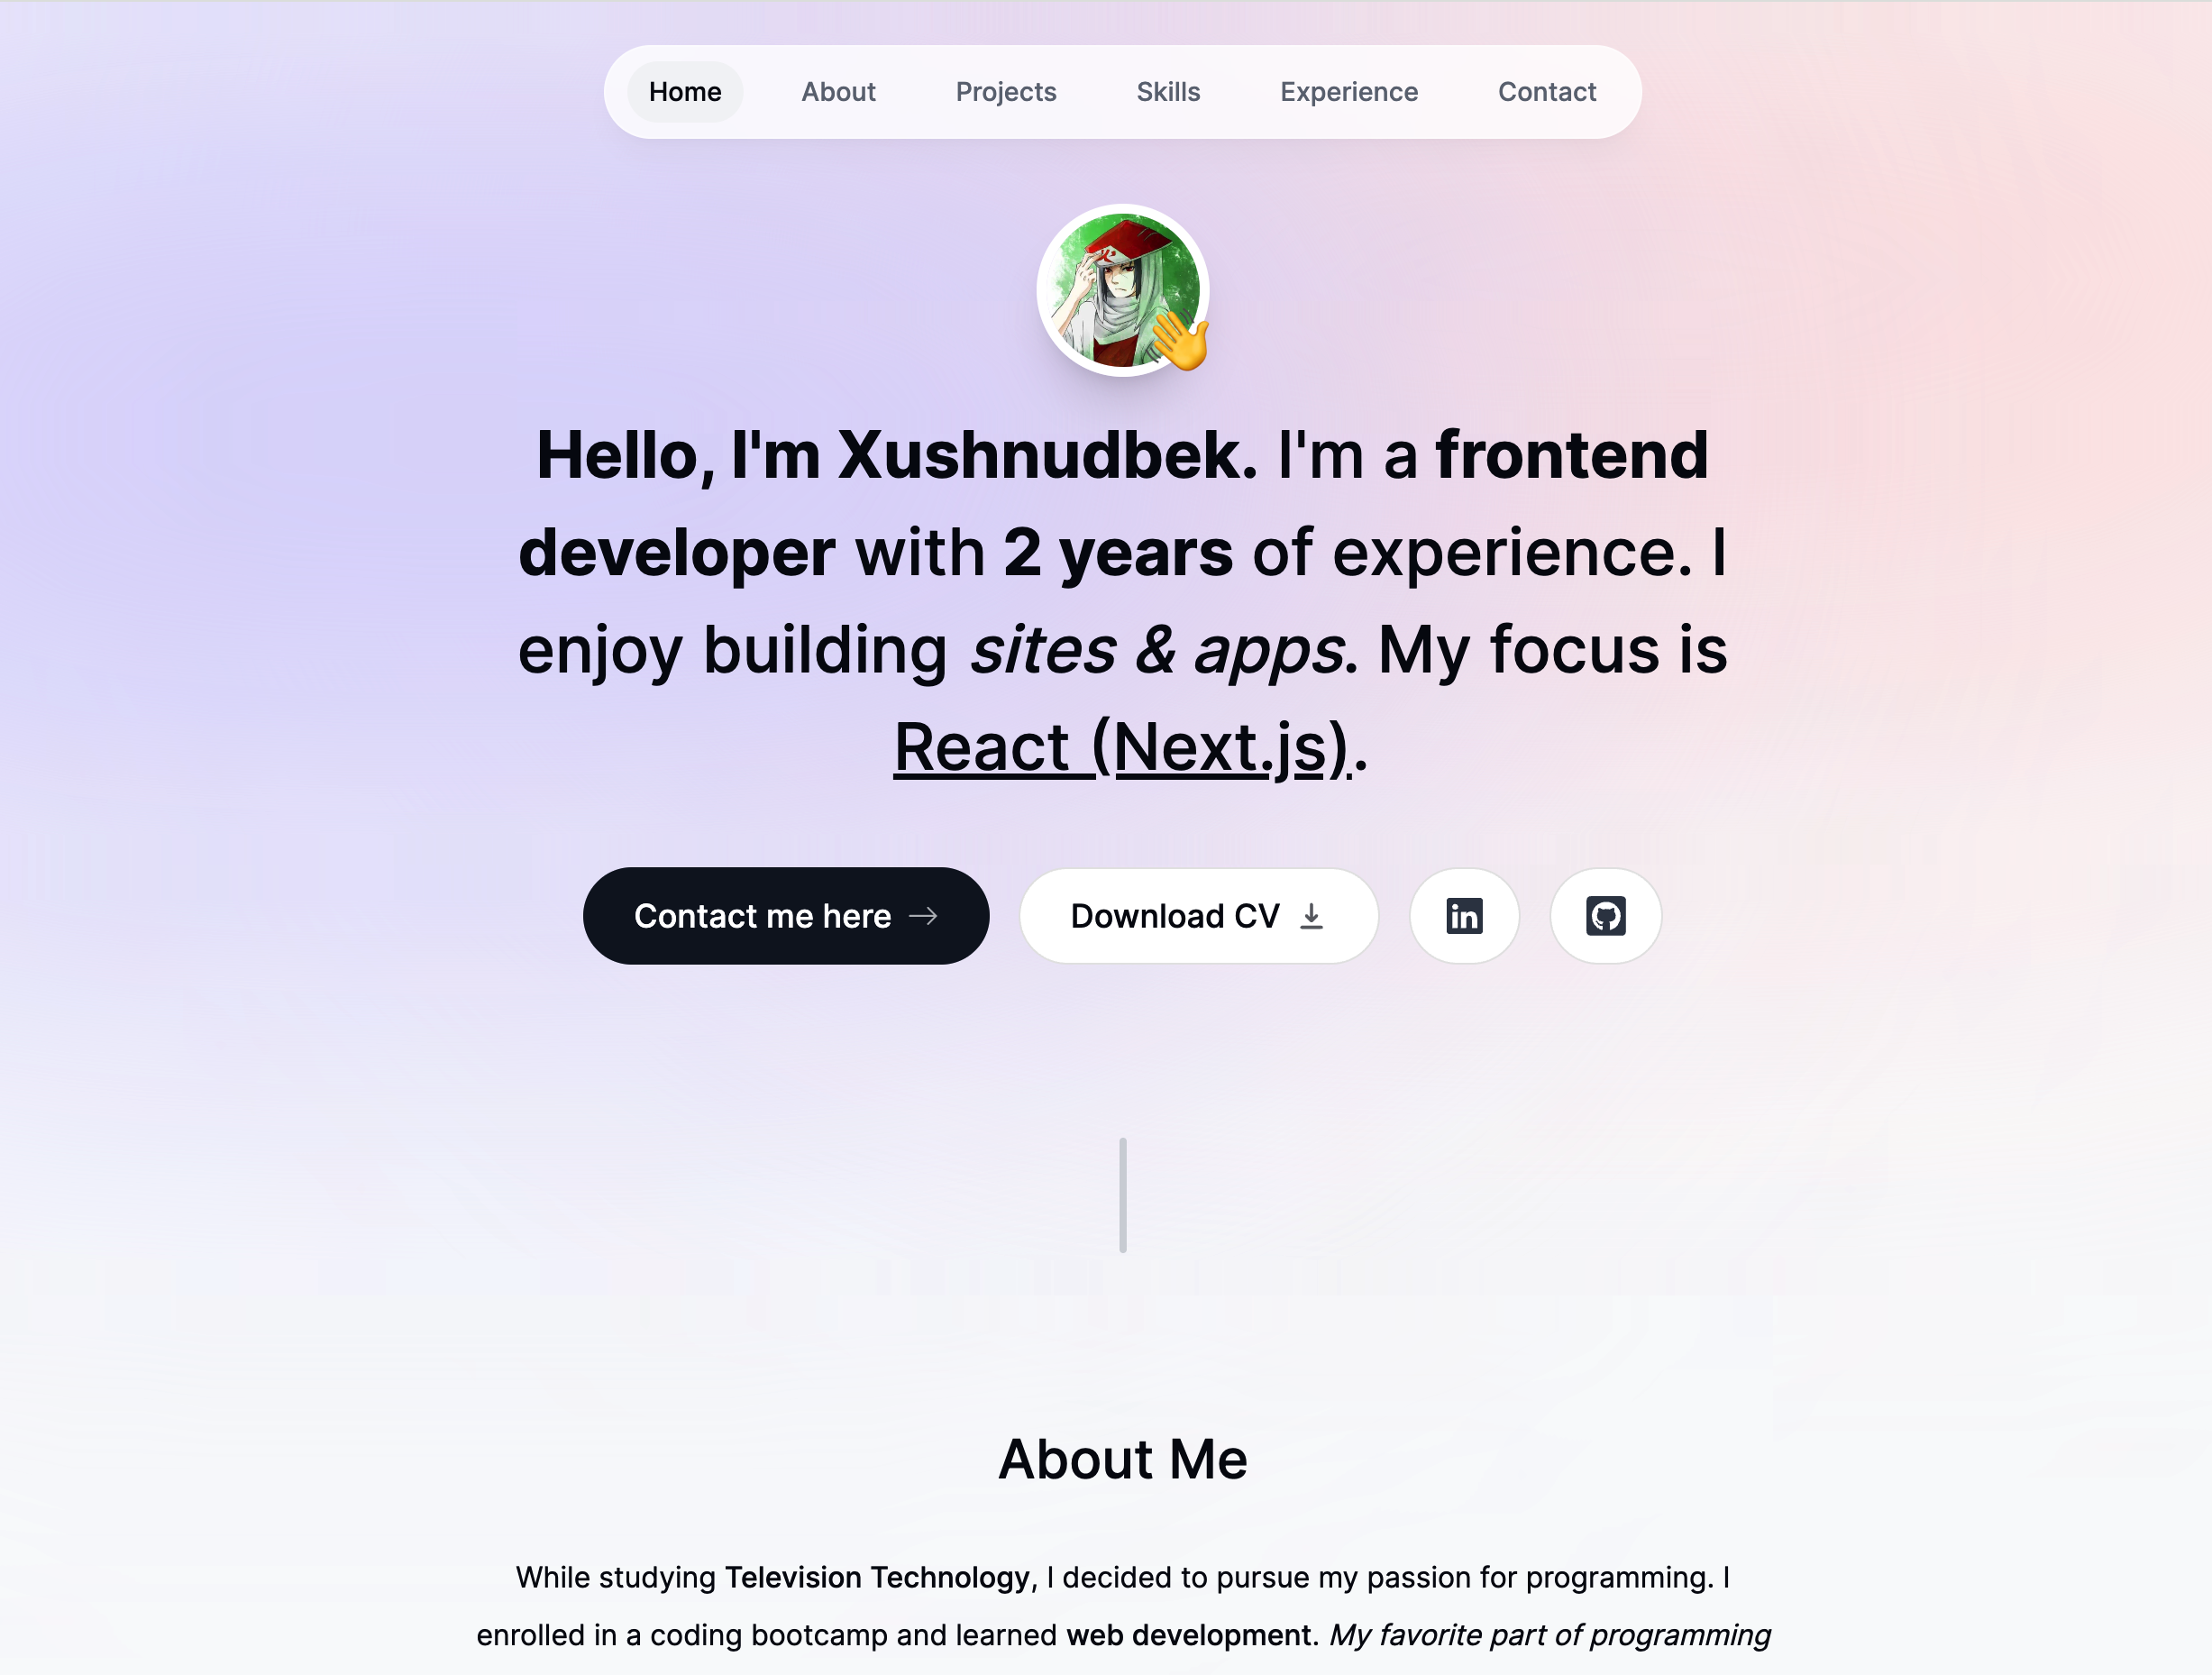 Home About Projects Skills Experience Contact
Hello, I'm Xushnudbek. I'm a frontend
developer with 2 years of experience. I
enjoy building sites & apps. My focus is
React (Next.js).
Contact me here Download CV in
About Me
While studying Television Technology, I decided to pursue my passion for programming. I
enrolled in a coding bootcamp and learned web development. My favorite part of programming